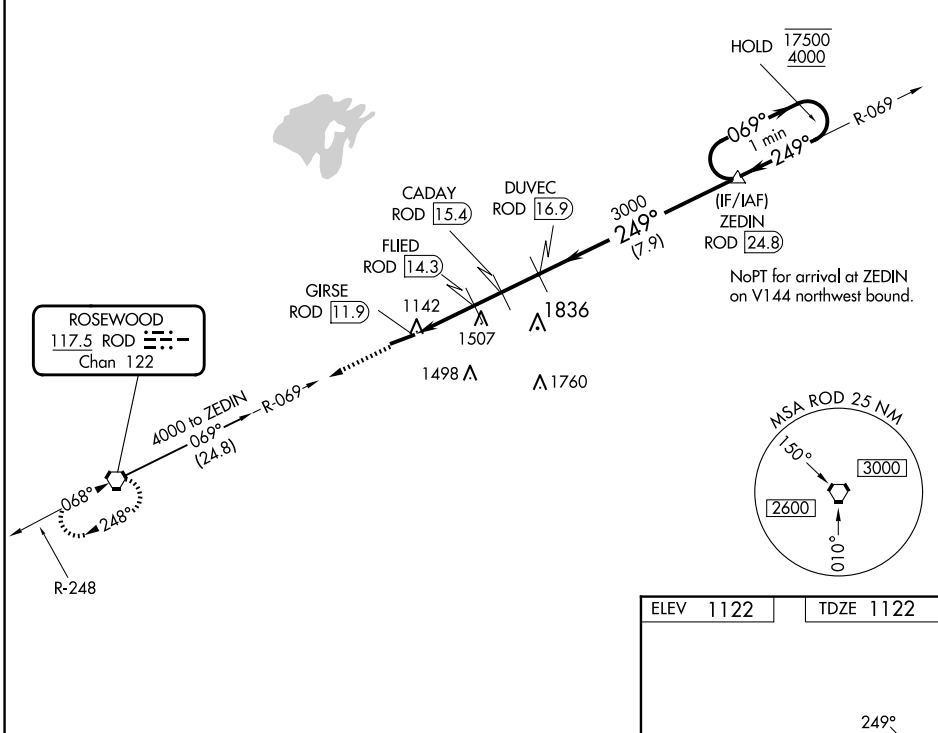 HOLD 17500
4000
069°
1 min
249°
R-069
(IF/IAF)
ZEDIN
ROD 24.8
NoPT for arrival at ZEDIN
on V144 northwest bound.
3000
249°
(7.9)
DUVEC
ROD 16.9
CADAY
ROD 15.4
FLIED
ROD 14.3
GIRSE
ROD 11.9
1142
1507
1836
1498
1760
ROSEWOOD
117.5 ROD
Chan 122
4000 to ZEDIN
069°
(24.8)
R-069
068°
248°
R-248
MSA ROD 25 NM
150°
3000
2600
010°
ELEV 1122
TDZE 1122
249°